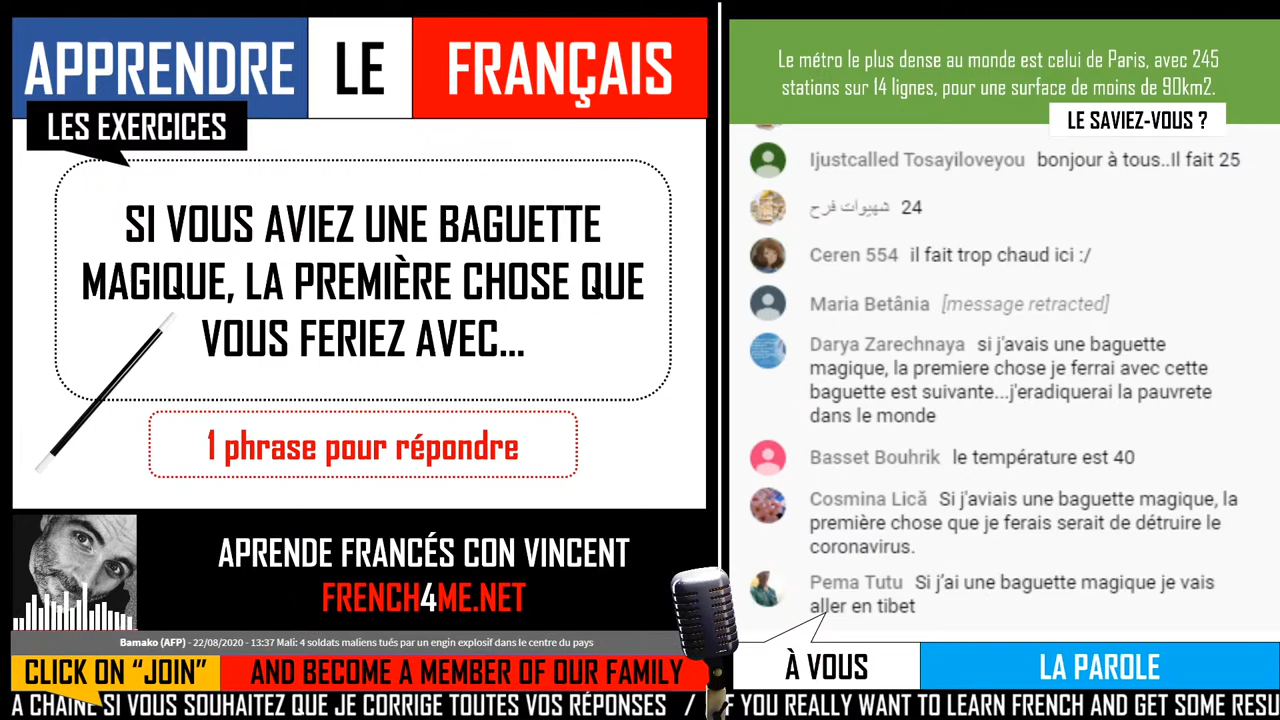 APPRENDRE LE FRANÇAIS
LES EXERCICES
SI VOUS AVIEZ UNE BAGUETTE
MAGIQUE, LA PREMIÈRE CHOSE QUE
VOUS FERIEZ AVEC...
1 phrase pour répondre
APRENDE FRANCÉS CON VINCENT
FRENCH4ME.NET
Bamako (AFP) - 22/08/2020 - 13:37 Mali: 4 soldats maliens tués par un engin explosif dans le centre du pays
CLICK ON “JOIN” AND BECOME A MEMBER OF OUR FAMILY
Le métro le plus dense au monde est celui de Paris, avec 245
stations sur 14 lignes, pour une surface de moins de 90km2.
LE SAVIEZ-VOUS ?
Ijustcalled Tosayiloveyou bonjour à tous..Il fait 25
شهيوات فرح 24
Ceren 554 il fait trop chaud ici :/
Maria Betânia [message retracted]
Darya Zarechnaya si j'avais une baguette
magique, la premiere chose je ferrai avec cette
baguette est suivante...j'eradiquerai la pauvrete
dans le monde
Basset Bouhrik le température est 40
Cosmina Lică Si j'aviais une baguette magique, la
première chose que je ferais serait de détruire le
coronavirus.
Pema Tutu Si j’ai une baguette magique je vais
aller en tibet
À VOUS LA PAROLE
A CHAÎNE SI VOUS SOUHAITEZ QUE JE CORRIGE TOUTES VOS RÉPONSES / F YOU REALLY WANT TO LEARN FRENCH AND GET SOME RESU